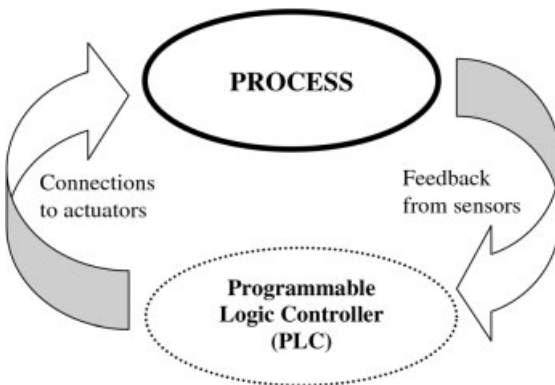 PROCESS
Connections
to actuators
Feedback
from sensors
Programmable
Logic Controller
(PLC)